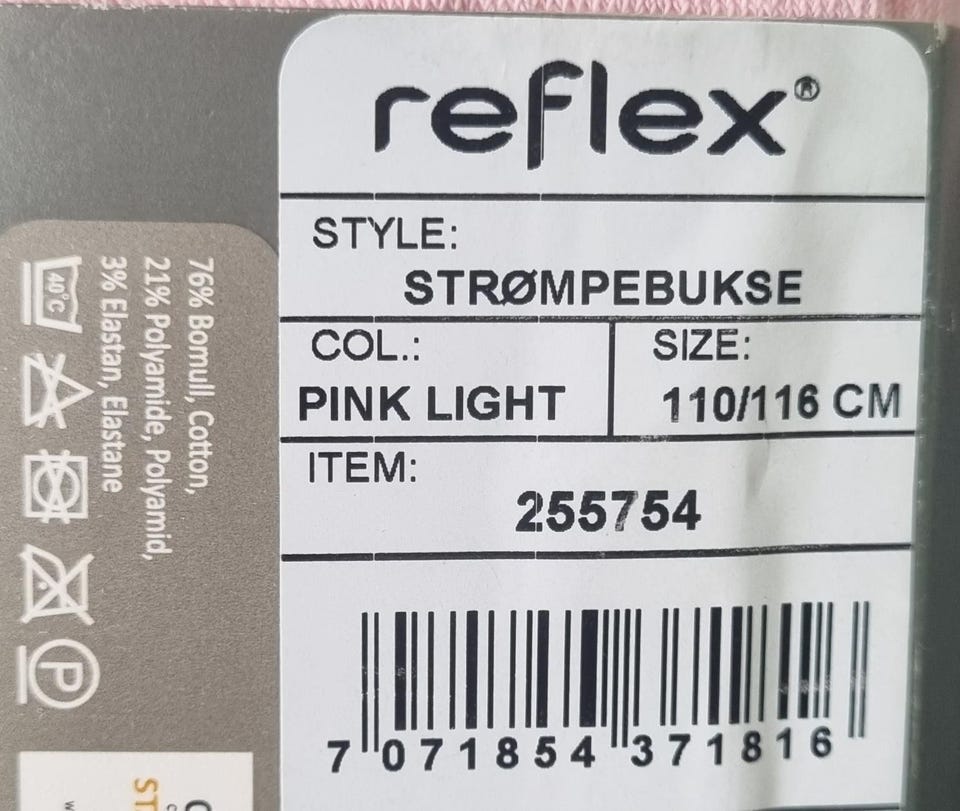 reflex®
STYLE:
STRØMPEBUKSE
COL.:
PINK LIGHT
SIZE:
110/116 CM
ITEM:
255754
7 071854 371816
76% Bomull, Cotton,
21% Polyamide, Polyamid,
3% Elastan, Elastane
40°C
P